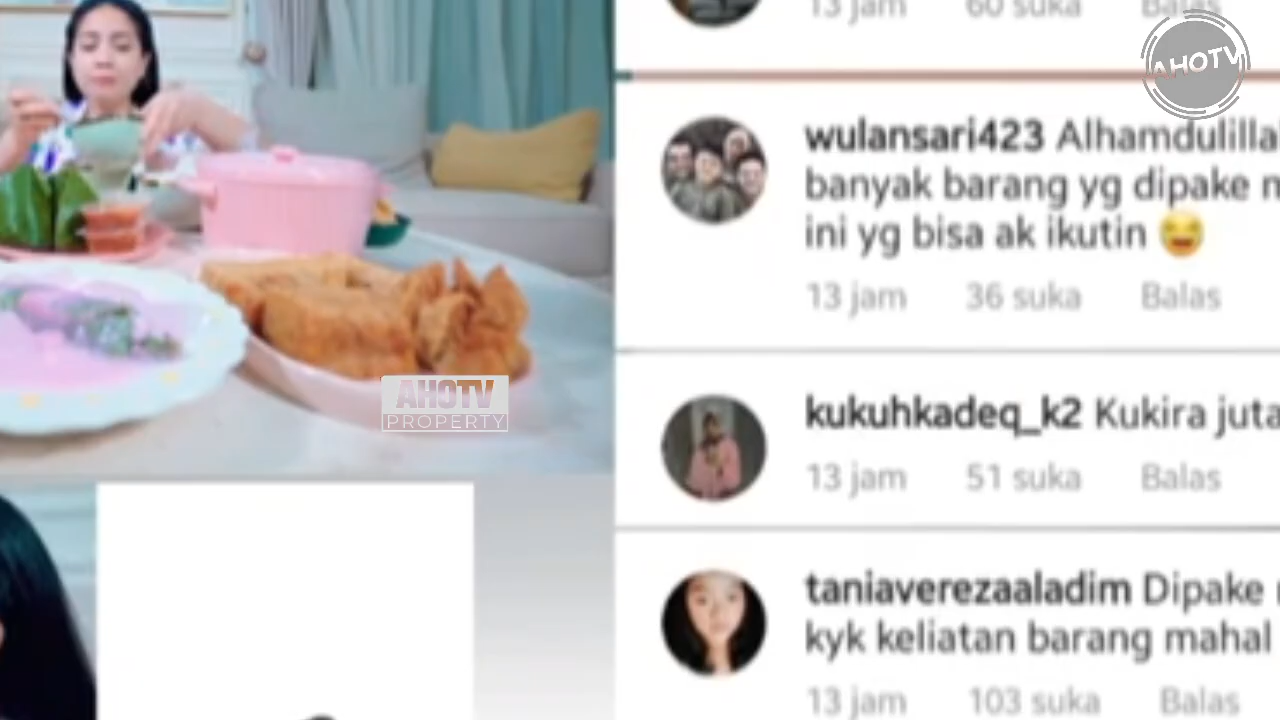 13 jam 60 suka Balas
AHOTV
wulansari423 Alhamdulilla
banyak barang yg dipake
ini yg bisa ak ikutin
13 jam 36 suka Balas
AHOTV
PROPERTY
kukuhkadeq_k2 Kukira juta
13 jam 51 suka Balas
taniaverezaaladim Dipake
kyk keliatan barang mahal
13 jam 103 suka Balas